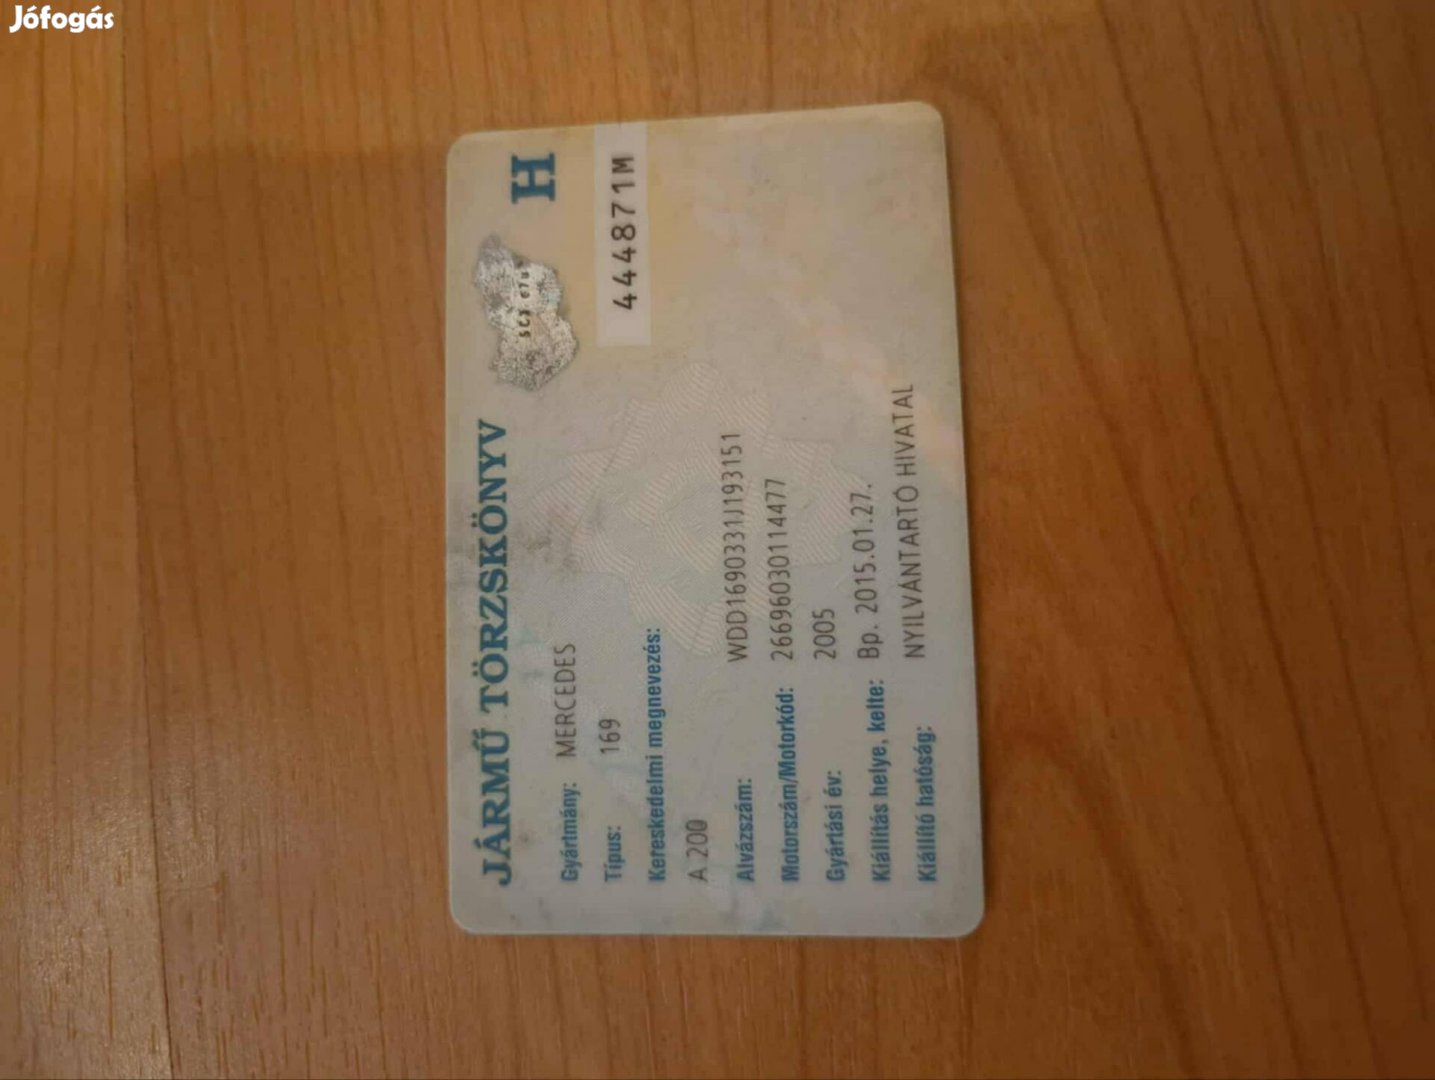 Jófogás
JÁRMŰ TÖRZSKÖNYV H
Gyártmány: MERCEDES
444871M
Típus: 169
Kereskedelmi megnevezés:
A 200
Alvázszám: WDD1690331J193151
Motorszám/Motorkód: 26696030114477
Gyártási év: 2005
Kiállítás helye, kelte: Bp. 2015.01.27.
Kiállító hatóság: NYILVÁNTARTÓ HIVATAL